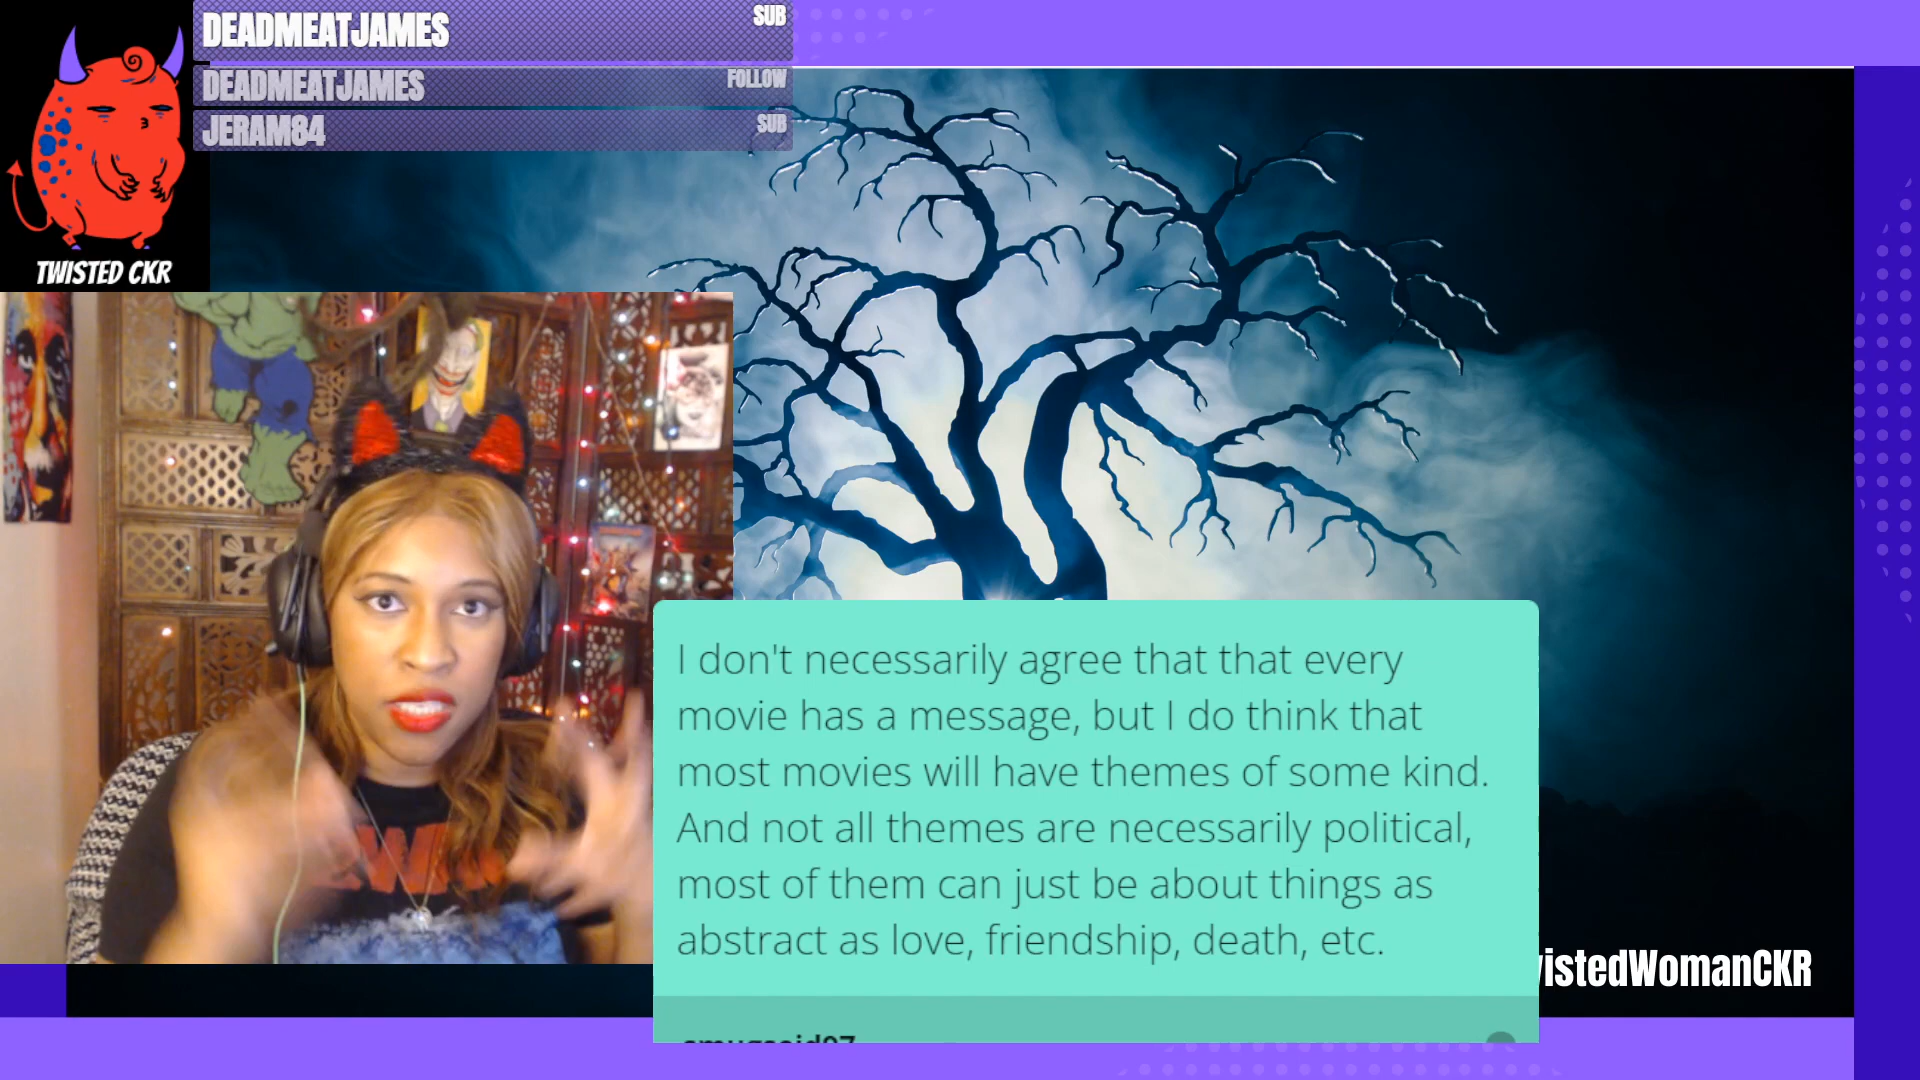 DEADMEATJAMES SUB
DEADMEATJAMES FOLLOW
JERAM84 SUB
TWISTED CKR
I don't necessarily agree that that every
movie has a message, but I do think that
most movies will have themes of some kind.
And not all themes are necessarily political,
most of them can just be about things as
abstract as love, friendship, death, etc.
istedWomanCKR